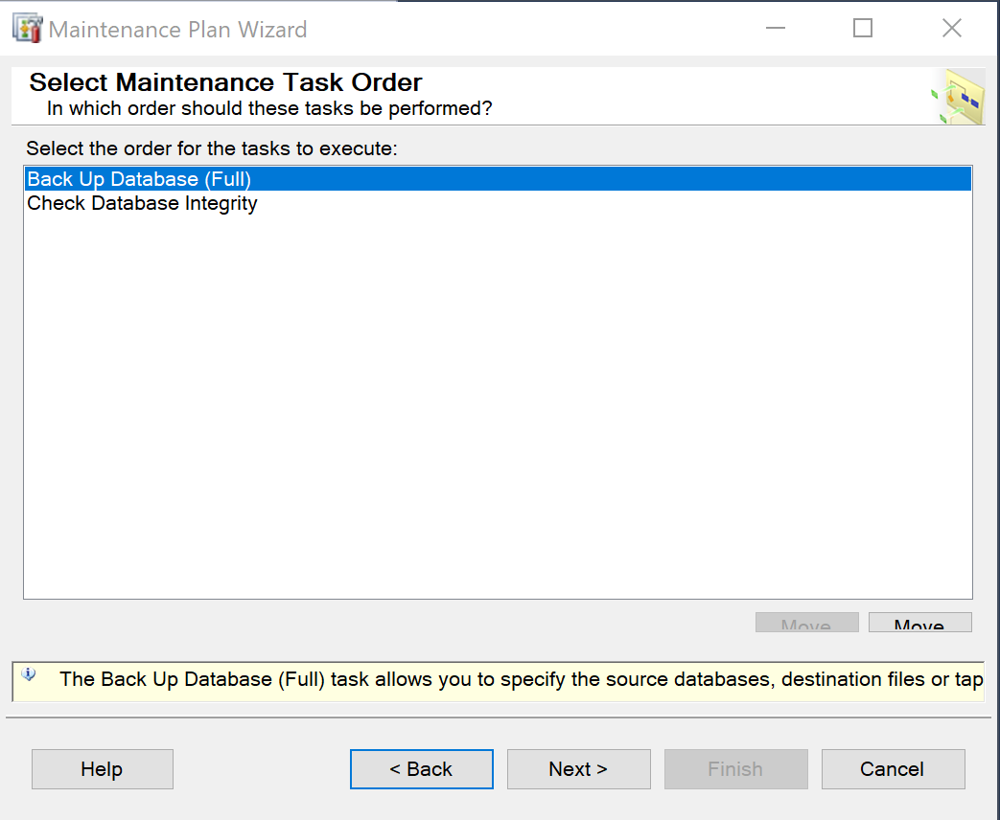 Maintenance Plan Wizard
Select Maintenance Task Order
In which order should these tasks be performed?
Select the order for the tasks to execute:
Back Up Database (Full)
Check Database Integrity
Move Move
The Back Up Database (Full) task allows you to specify the source databases, destination files or tap
Help < Back Next > Finish Cancel